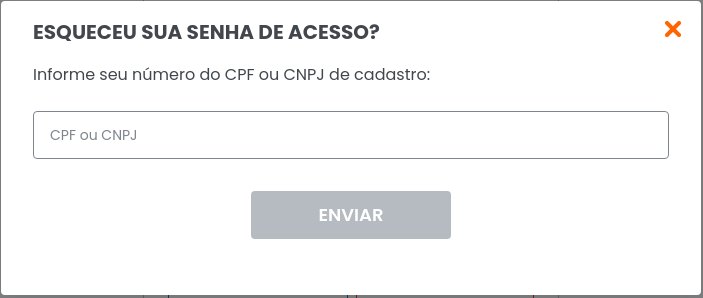 ESQUECEU SUA SENHA DE ACESSO?
Informe seu número do CPF ou CNPJ de cadastro:
CPF ou CNPJ
ENVIAR